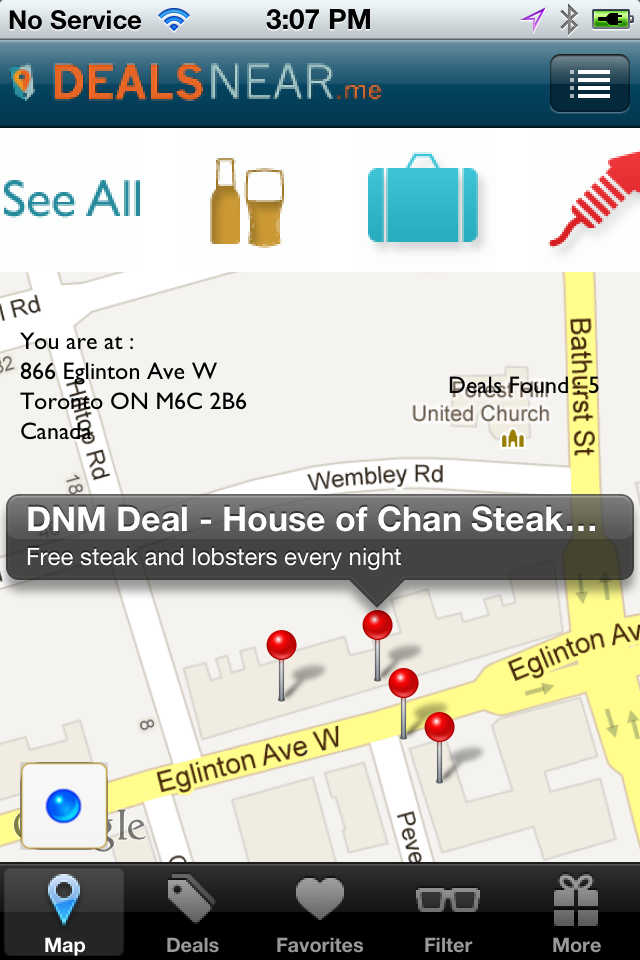 No Service 3:07 PM
DEALSNEAR.me
See All
l Rd
You are at :
866 Eglinton Ave W
Toronto ON M6C 2B6
Canada
Deals Found : 5
Forest Hill
United Church
Bathurst St
Hilltop Rd
Wembley Rd
DNM Deal - House of Chan Steak...
Free steak and lobsters every night
Eglinton Av
8
Eglinton Ave W
Peve
Map Deals Favorites Filter More